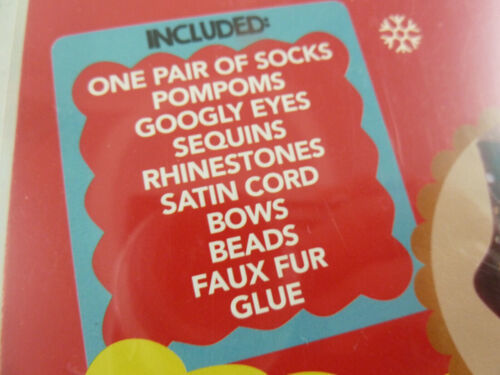 INCLUDED:
ONE PAIR OF SOCKS
POMPOMS
GOOGLY EYES
SEQUINS
RHINESTONES
SATIN CORD
BOWS
BEADS
FAUX FUR
GLUE